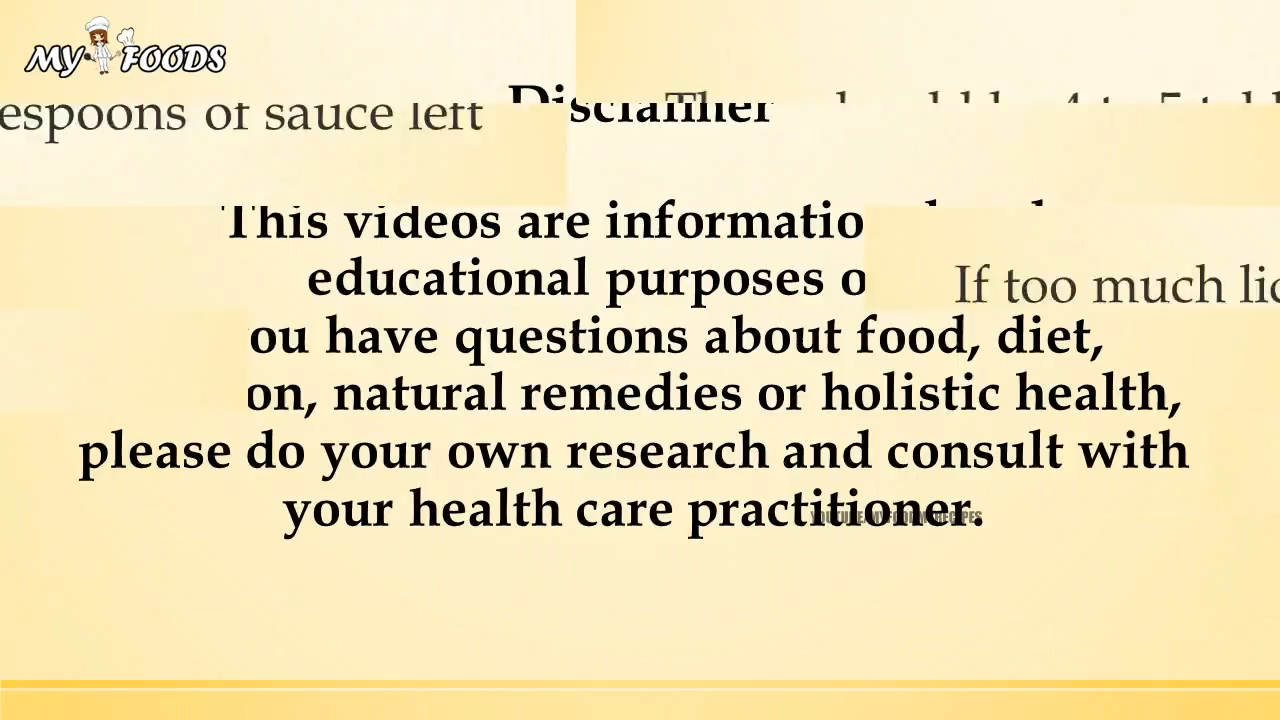 MY FOODS
espoons of sauce left
Disclaimer
This videos are informatio
educational purposes o
If too much
ou have questions about food, diet,
on, natural remedies or holistic health,
please do your own research and consult with
your health care practitioner.